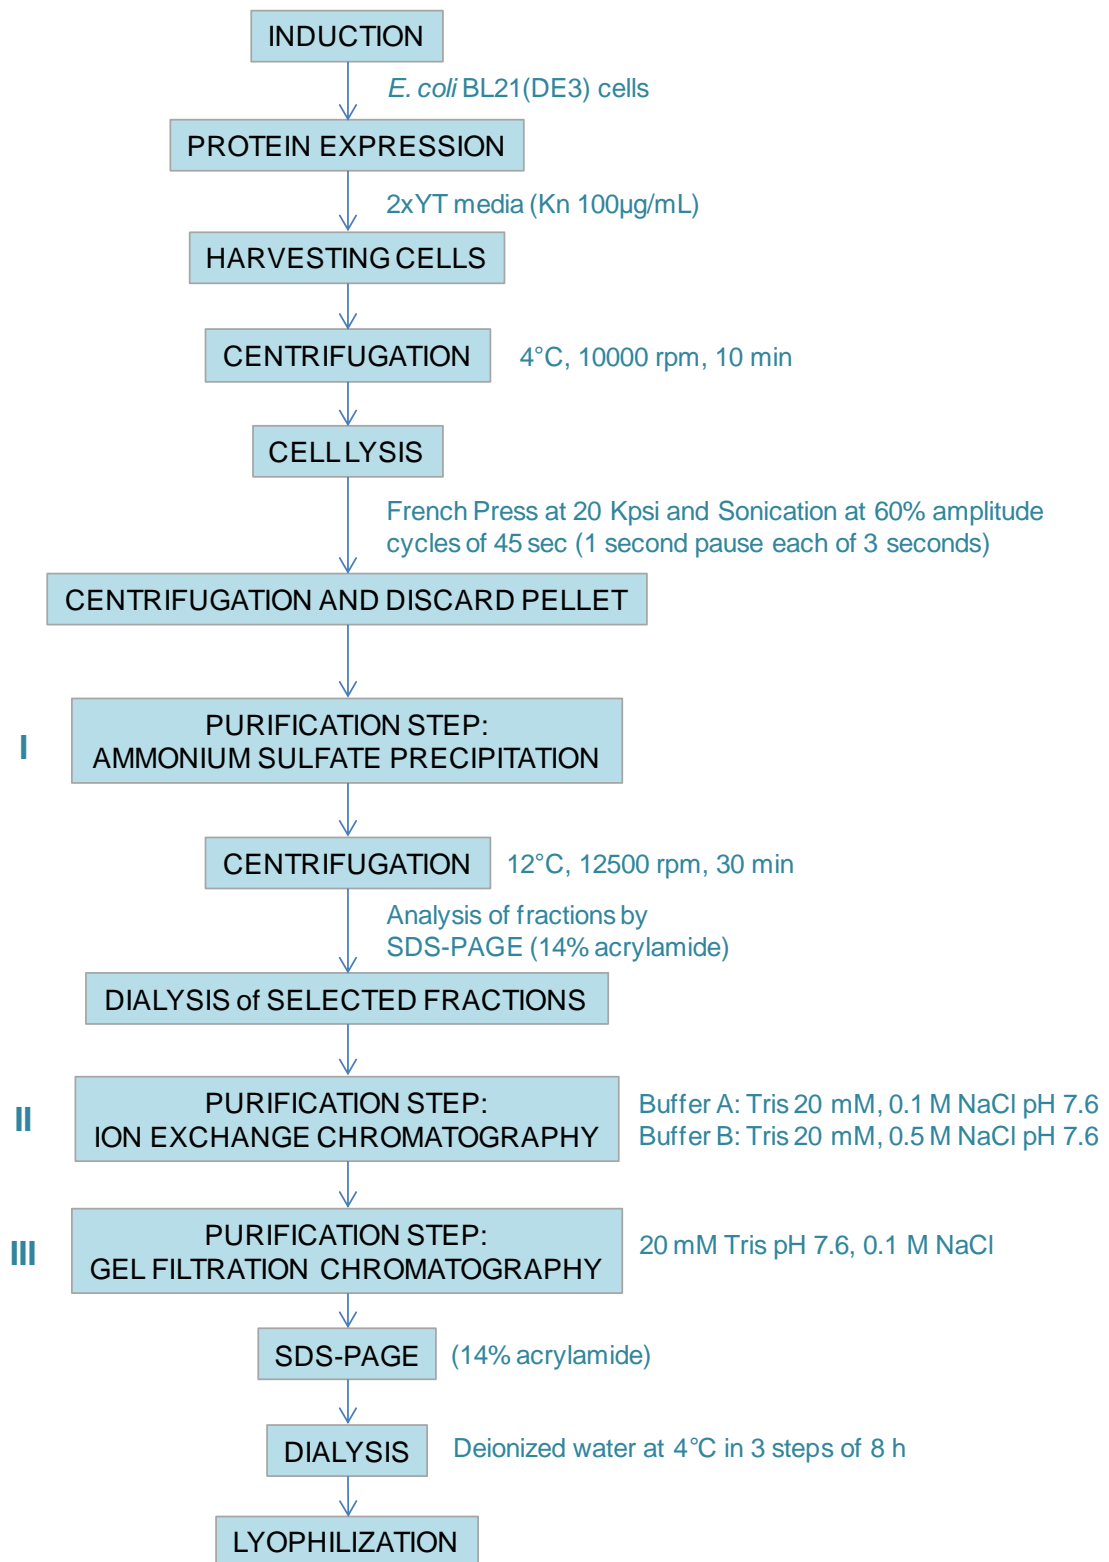 INDUCTION
E. coli BL21(DE3) cells
PROTEIN EXPRESSION
2xYT media (Kn 100µg/mL)
HARVESTING CELLS
CENTRIFUGATION
4°C, 10000 rpm, 10 min
CELL LYSIS
French Press at 20 Kpsi and Sonication at 60% amplitude
cycles of 45 sec (1 second pause each of 3 seconds)
CENTRIFUGATION AND DISCARD PELLET
I
PURIFICATION STEP:
AMMONIUM SULFATE PRECIPITATION
CENTRIFUGATION
12°C, 12500 rpm, 30 min
Analysis of fractions by
SDS-PAGE (14% acrylamide)
DIALYSIS of SELECTED FRACTIONS
II
PURIFICATION STEP:
ION EXCHANGE CHROMATOGRAPHY
Buffer A: Tris 20 mM, 0.1 M NaCl pH 7.6
Buffer B: Tris 20 mM, 0.5 M NaCl pH 7.6
III
PURIFICATION STEP:
GEL FILTRATION CHROMATOGRAPHY
20 mM Tris pH 7.6, 0.1 M NaCl
SDS-PAGE
(14% acrylamide)
DIALYSIS
Deionized water at 4°C in 3 steps of 8 h
LYOPHILIZATION